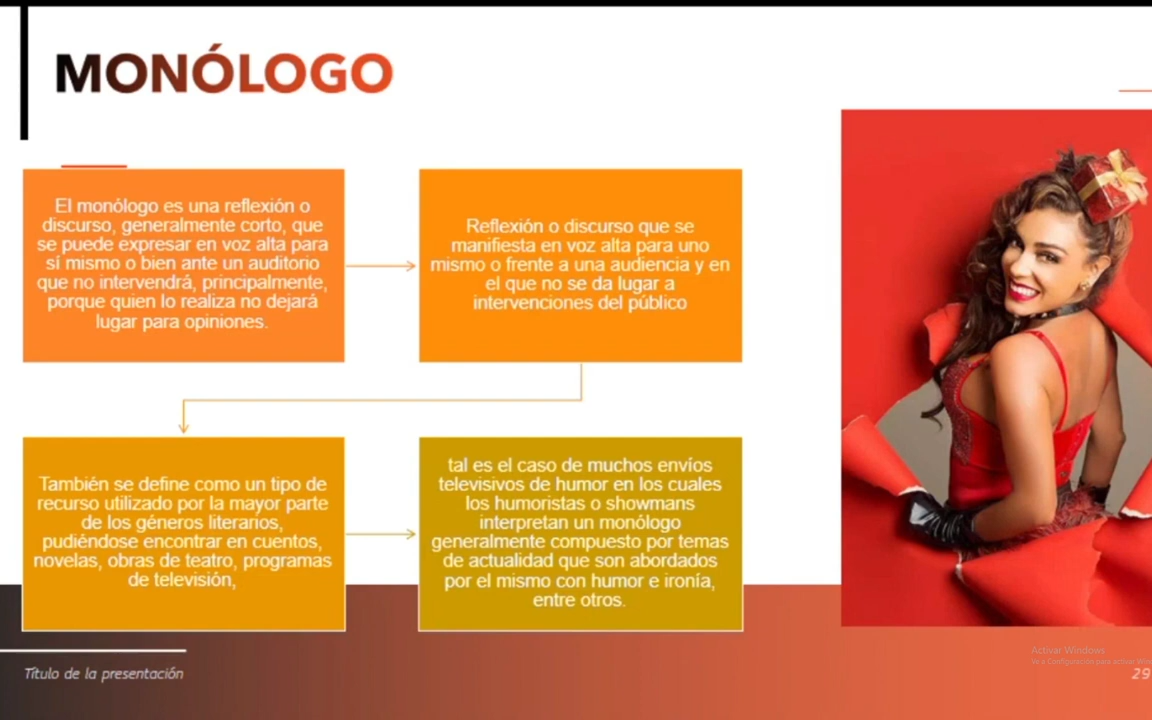 MONÓLOGO
El monólogo es una reflexión o
discurso, generalmente corto, que
se puede expresar en voz alta para
sí mismo o bien ante un auditorio
que no intervendrá, principalmente,
porque quien lo realiza no dejará
lugar para opiniones.
Reflexión o discurso que se
manifiesta en voz alta para uno
mismo o frente a una audiencia y en
el que no se da lugar a
intervenciones del público
También se define como un tipo de
recurso utilizado por la mayor parte
de los géneros literarios,
pudiéndose encontrar en cuentos,
novelas, obras de teatro, programas
de televisión,
tal es el caso de muchos envíos
televisivos de humor en los cuales
los humoristas o showmans
interpretan un monólogo
generalmente compuesto por temas
de actualidad que son abordados
por el mismo con humor e ironía,
entre otros.
Activar Windows
Ve a Configuración para activar Win
Título de la presentación
29